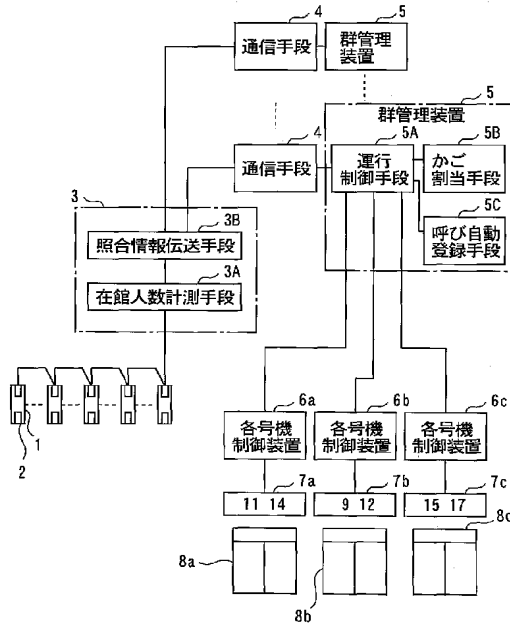 4
5
通信手段
群管理
装置
5
4
群管理装置
5A
5B
通信手段
運行
制御手段
かご
割当手段
3
3B
5C
照合情報伝送手段
呼び自動
登録手段
3A
在館人数計測手段
1
2
6a
6b
6c
各号機
制御装置
各号機
制御装置
各号機
制御装置
7a
7b
7c
11 14
9 12
15 17
8c
8a
8b